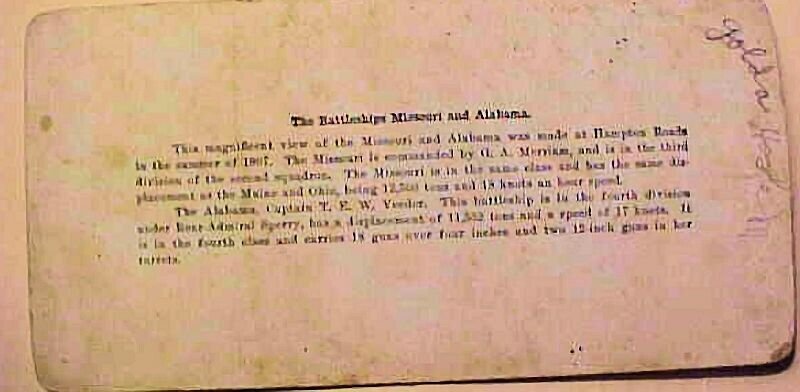 The Battleships Missouri and Alabama.
This magnificent view of the Missouri and Alabama was made at Hampton Roads
in the summer of 1907. The Missouri is commanded by G. A. Merriam, and is in the third
division of the second squadron. The Missouri is in the same class and has the same dis-
placement as the Maine and Ohio, being 12,500 tons and 18 knots an hour speed.
The Alabama, Captain T. E. W. Veeder. This battleship is in the fourth division
under Rear-Admiral Sperry, has a displacement of 11,552 tons and a speed of 17 knots. It
is in the fourth class and carries 18 guns over four inches and two 12-inch guns in her
turrets.
golda